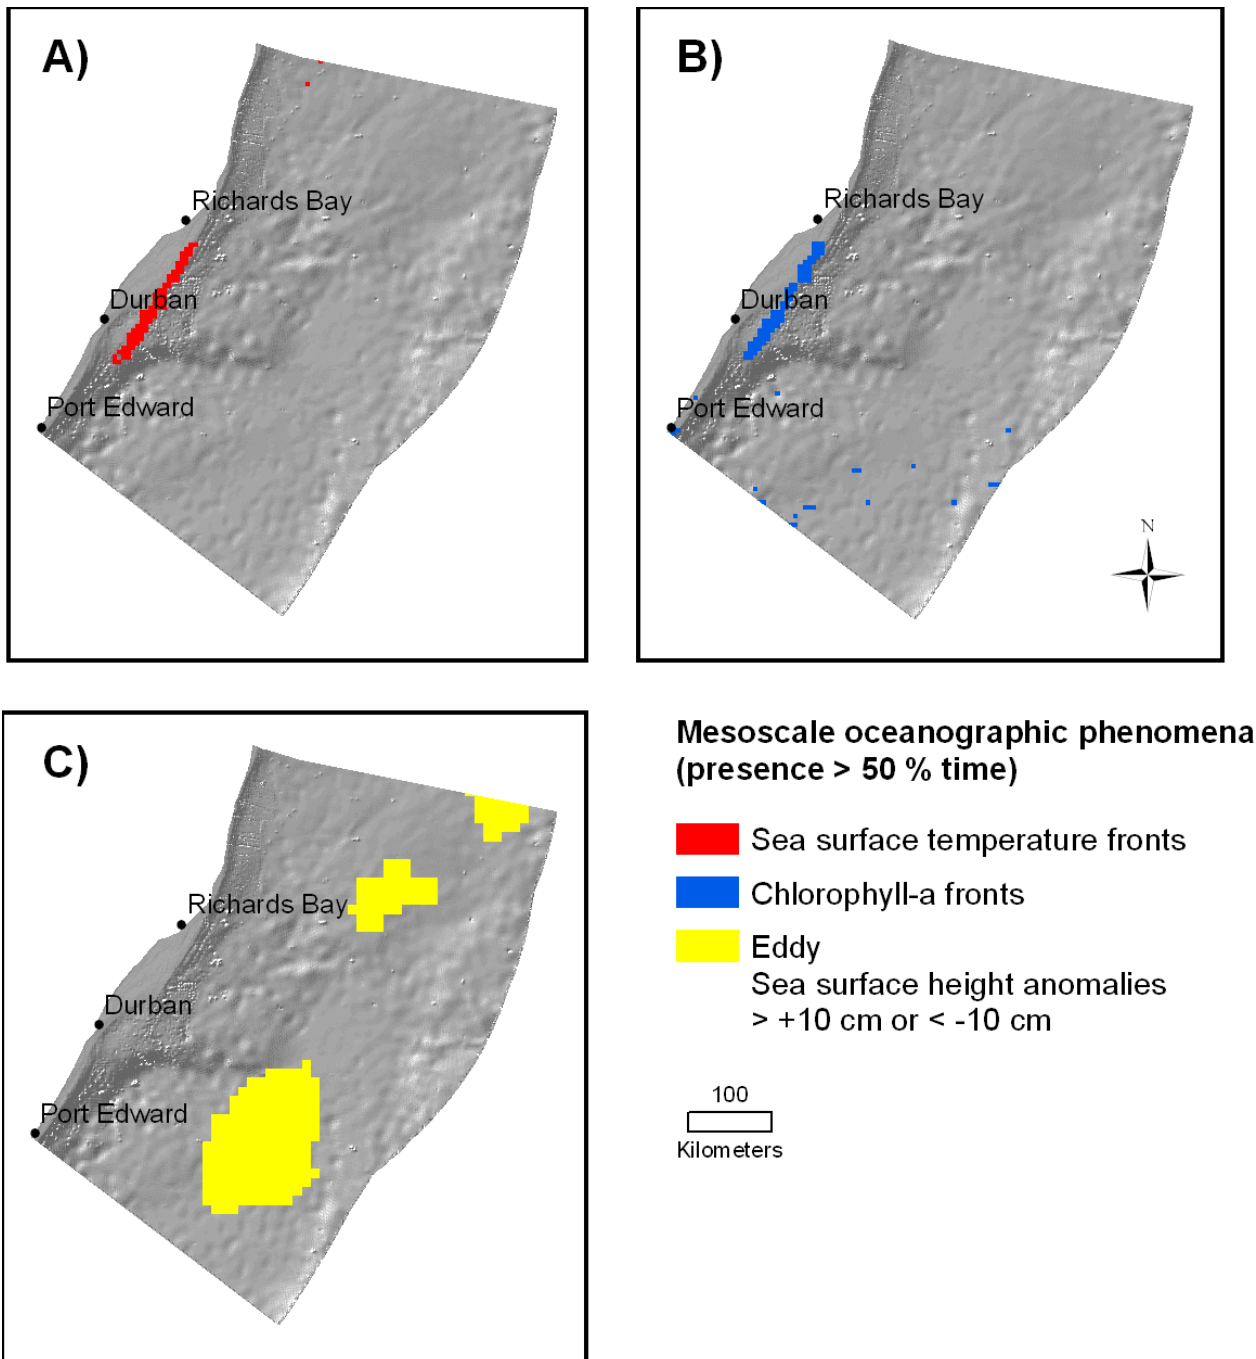 A)
Richards Bay
Durban
Port Edward
B)
Richards Bay
Durban
Port Edward
N
C)
Richards Bay
Durban
Port Edward
Mesoscale oceanographic phenomena
(presence > 50 % time)
Sea surface temperature fronts
Chlorophyll-a fronts
Eddy
Sea surface height anomalies
> +10 cm or < -10 cm
100
Kilometers